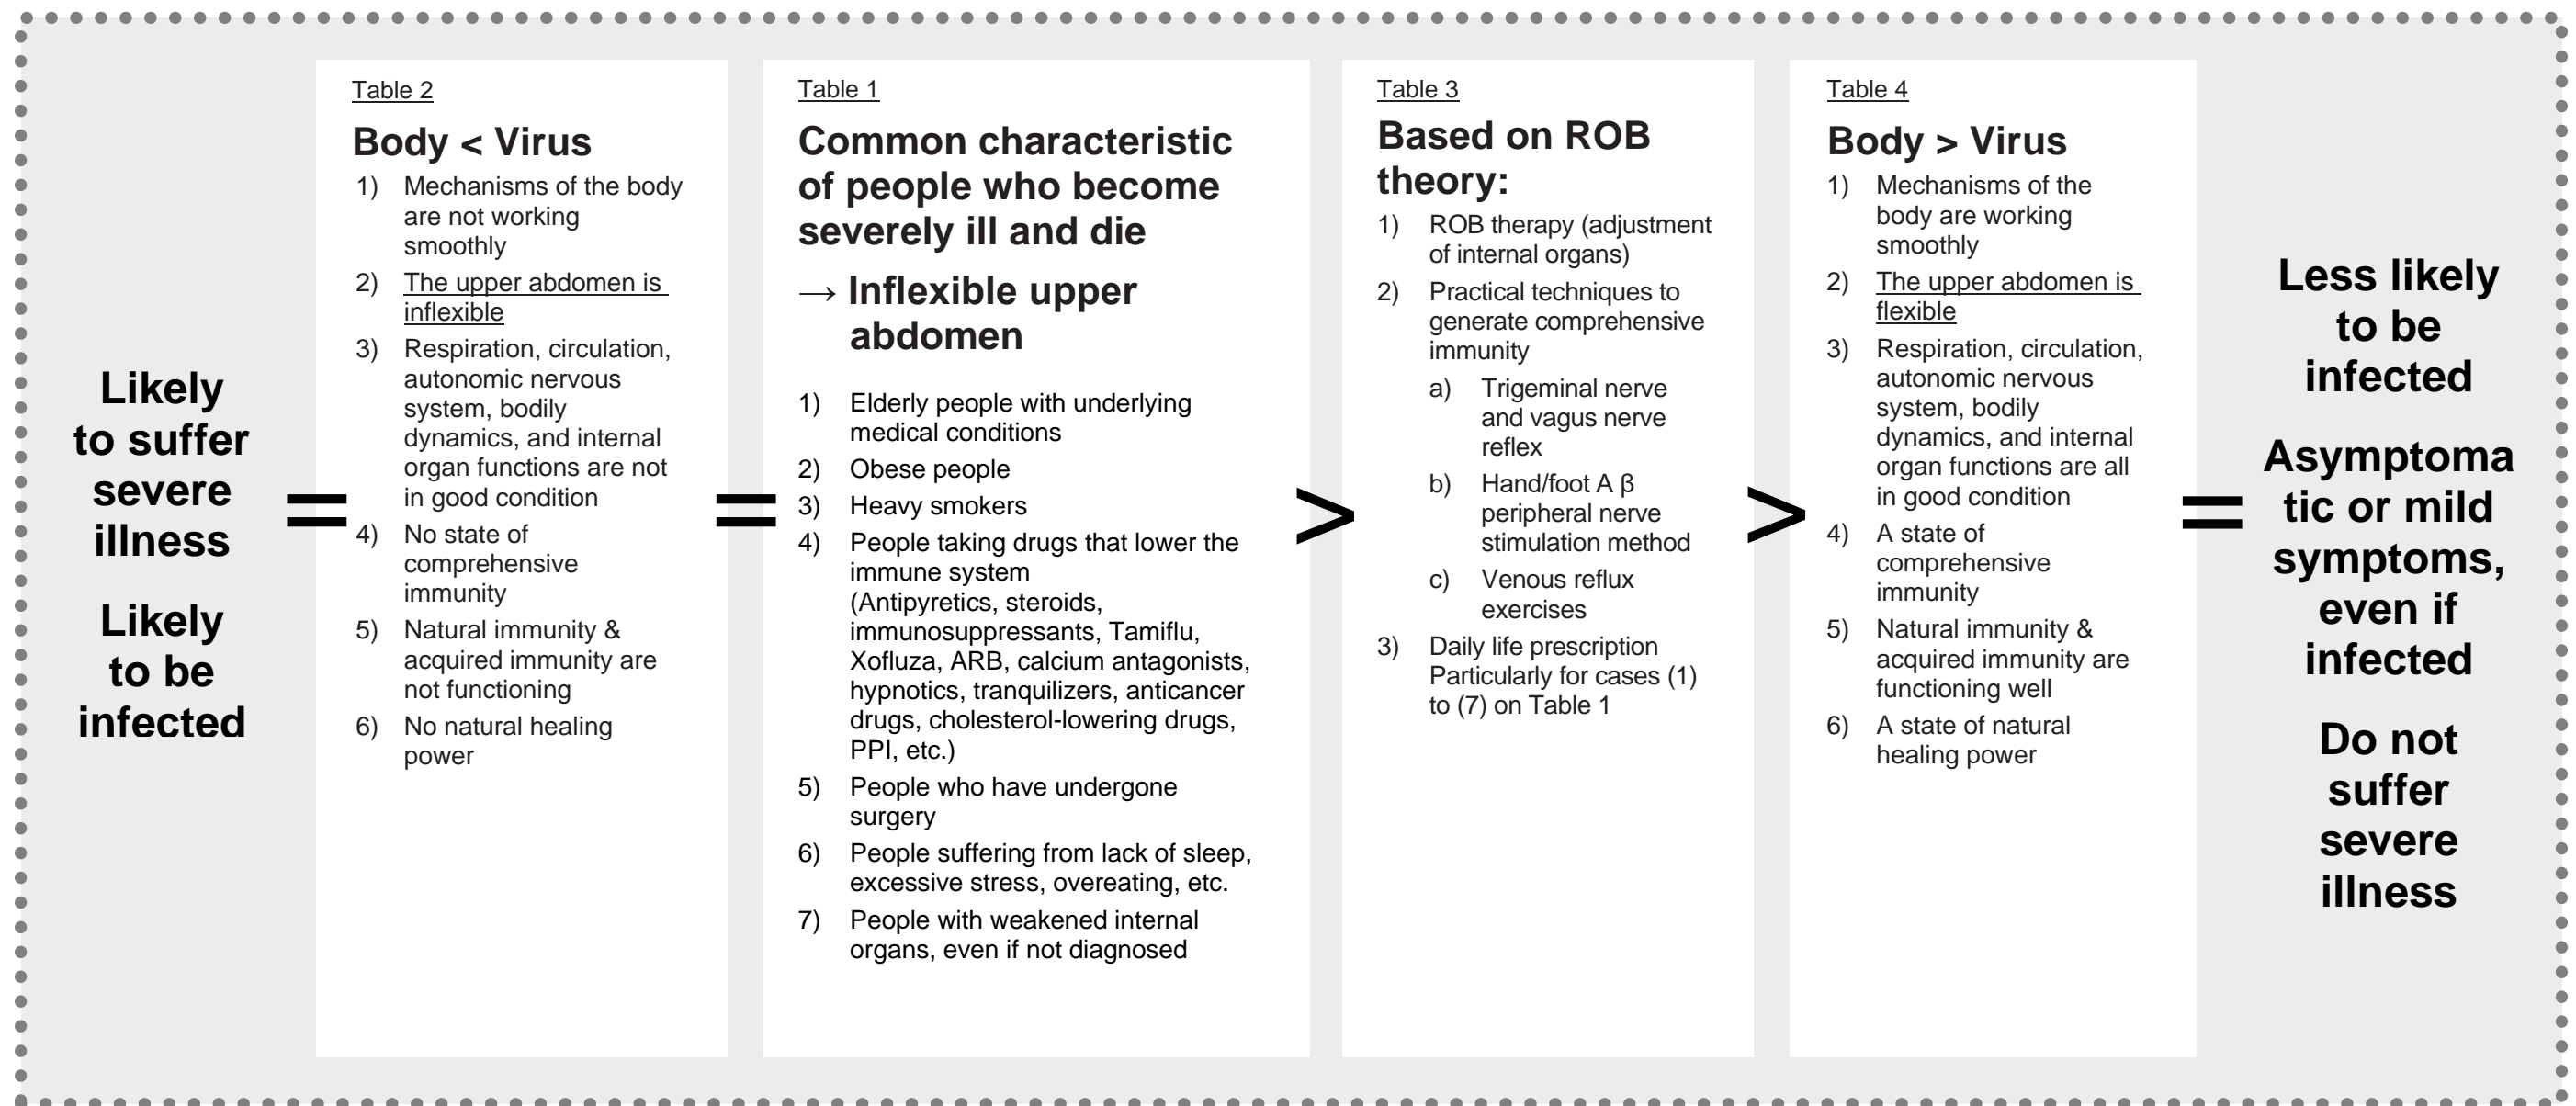 Likely
to suffer
severe
illness
Likely
to be
infected
=
Table 2
Body < Virus
1) Mechanisms of the body
are not working
smoothly
2) The upper abdomen is
inflexible
3) Respiration, circulation,
autonomic nervous
system, bodily
dynamics, and internal
organ functions are not
in good condition
4) No state of
comprehensive
immunity
5) Natural immunity &
acquired immunity are
not functioning
6) No natural healing
power
=
Table 1
Common characteristic
of people who become
severely ill and die
→ Inflexible upper
abdomen
1) Elderly people with underlying
medical conditions
2) Obese people
3) Heavy smokers
4) People taking drugs that lower the
immune system
(Antipyretics, steroids,
immunosuppressants, Tamiflu,
Xofluza, ARB, calcium antagonists,
hypnotics, tranquilizers, anticancer
drugs, cholesterol-lowering drugs,
PPI, etc.)
5) People who have undergone
surgery
6) People suffering from lack of sleep,
excessive stress, overeating, etc.
7) People with weakened internal
organs, even if not diagnosed
>
Table 3
Based on ROB
theory:
1) ROB therapy (adjustment
of internal organs)
2) Practical techniques to
generate comprehensive
immunity
a) Trigeminal nerve
and vagus nerve
reflex
b) Hand/foot A β
peripheral nerve
stimulation method
c) Venous reflux
exercises
3) Daily life prescription
Particularly for cases (1)
to (7) on Table 1
>
Table 4
Body > Virus
1) Mechanisms of the
body are working
smoothly
2) The upper abdomen is
flexible
3) Respiration, circulation,
autonomic nervous
system, bodily
dynamics, and internal
organ functions are all
in good condition
4) A state of
comprehensive
immunity
5) Natural immunity &
acquired immunity are
functioning well
6) A state of natural
healing power
=
Less likely
to be
infected
Asymptoma
tic or mild
symptoms,
even if
infected
Do not
suffer
severe
illness